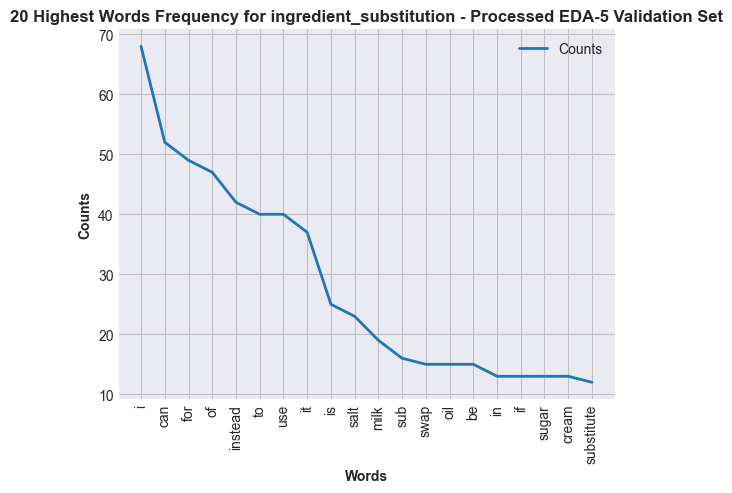 20 Highest Words Frequency for ingredient_substitution - Processed EDA-5 Validation Set
Counts
70
60
50
40
30
20
10
Counts
i
can
for
of
instead
to
use
it
is
salt
milk
sub
swap
oil
be
in
if
sugar
cream
substitute
Words